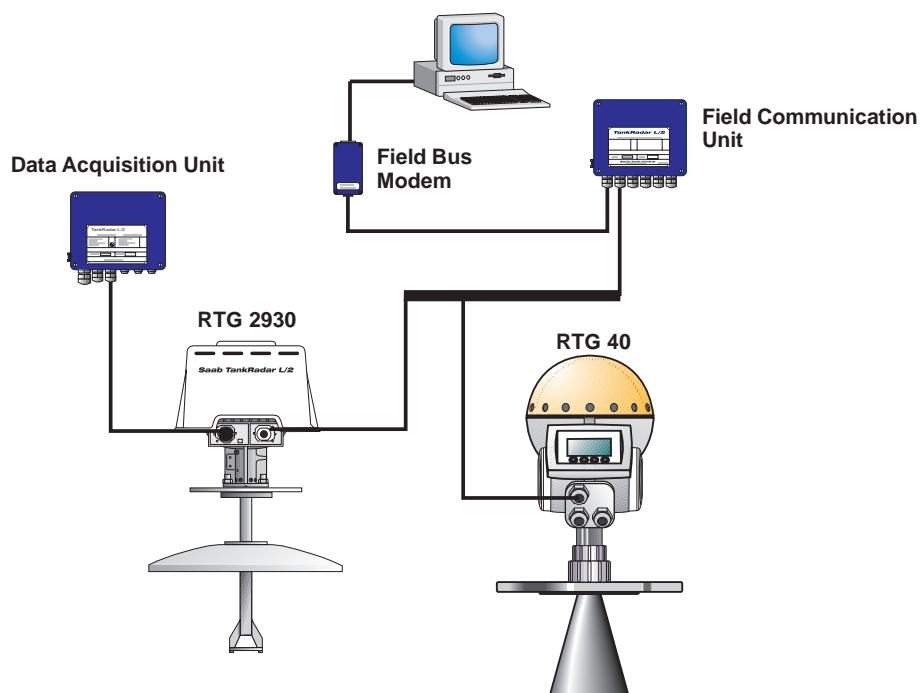 Field Communication
Unit
TankRadar L/2
Field Bus
Modem
Data Acquisition Unit
TankRadar L/2
RTG 2930
Saab TankRadar L/2
RTG 40